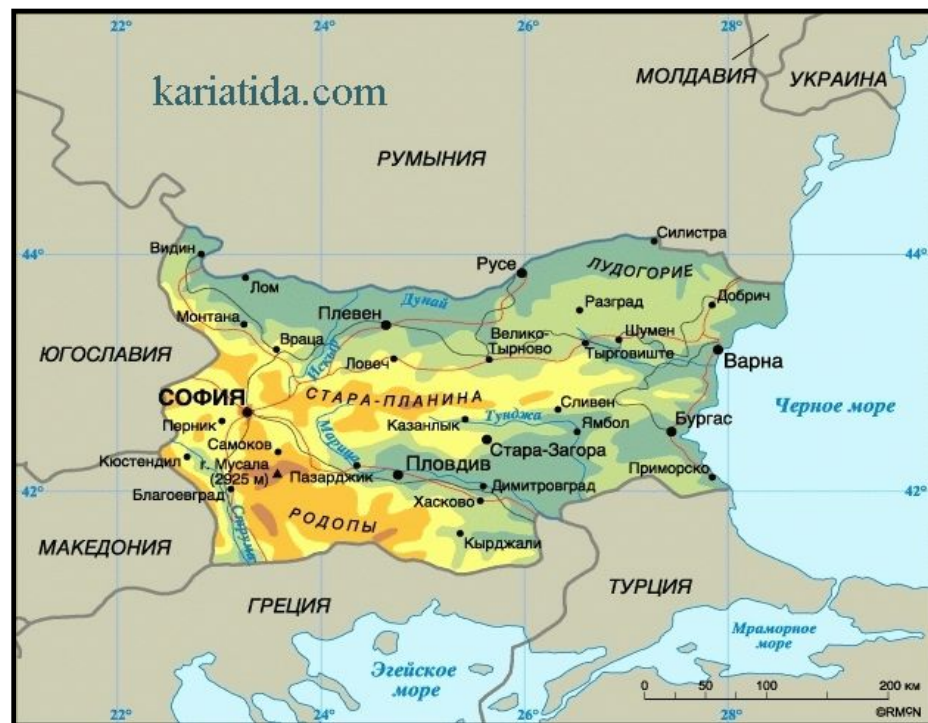 22°
24°
26°
28°
kariatida.com
МОЛДАВИЯ
УКРАИНА
РУМЫНИЯ
Силистра
44°
44°
Видин
Русе
ЛУДОГОРИЕ
Лом
Дунай
Разград
Добрич
Монтана
Плевен
Велико-
Тырново
Шумен
Враца
Искыр
Ловеч
Тырговиште
Варна
ЮГОСЛАВИЯ
СОФИЯ
СТАРА-ПЛАНИНА
Сливен
Черное море
Перник
Казанлык
Тунджа
Ямбол
Бургас
Самоков
Марица
Стара-Загора
Кюстендил
г. Мусала
(2925 м)
Пазарджик
Пловдив
Приморско
42°
42°
Благоевград
Димитровград
Хасково
РОДОПЫ
Струма
Кырджали
МАКЕДОНИЯ
ГРЕЦИЯ
ТУРЦИЯ
Мраморное
море
Эгейское
море
0 50 100 200 км
22°
24°
26°
28°
©RMCN